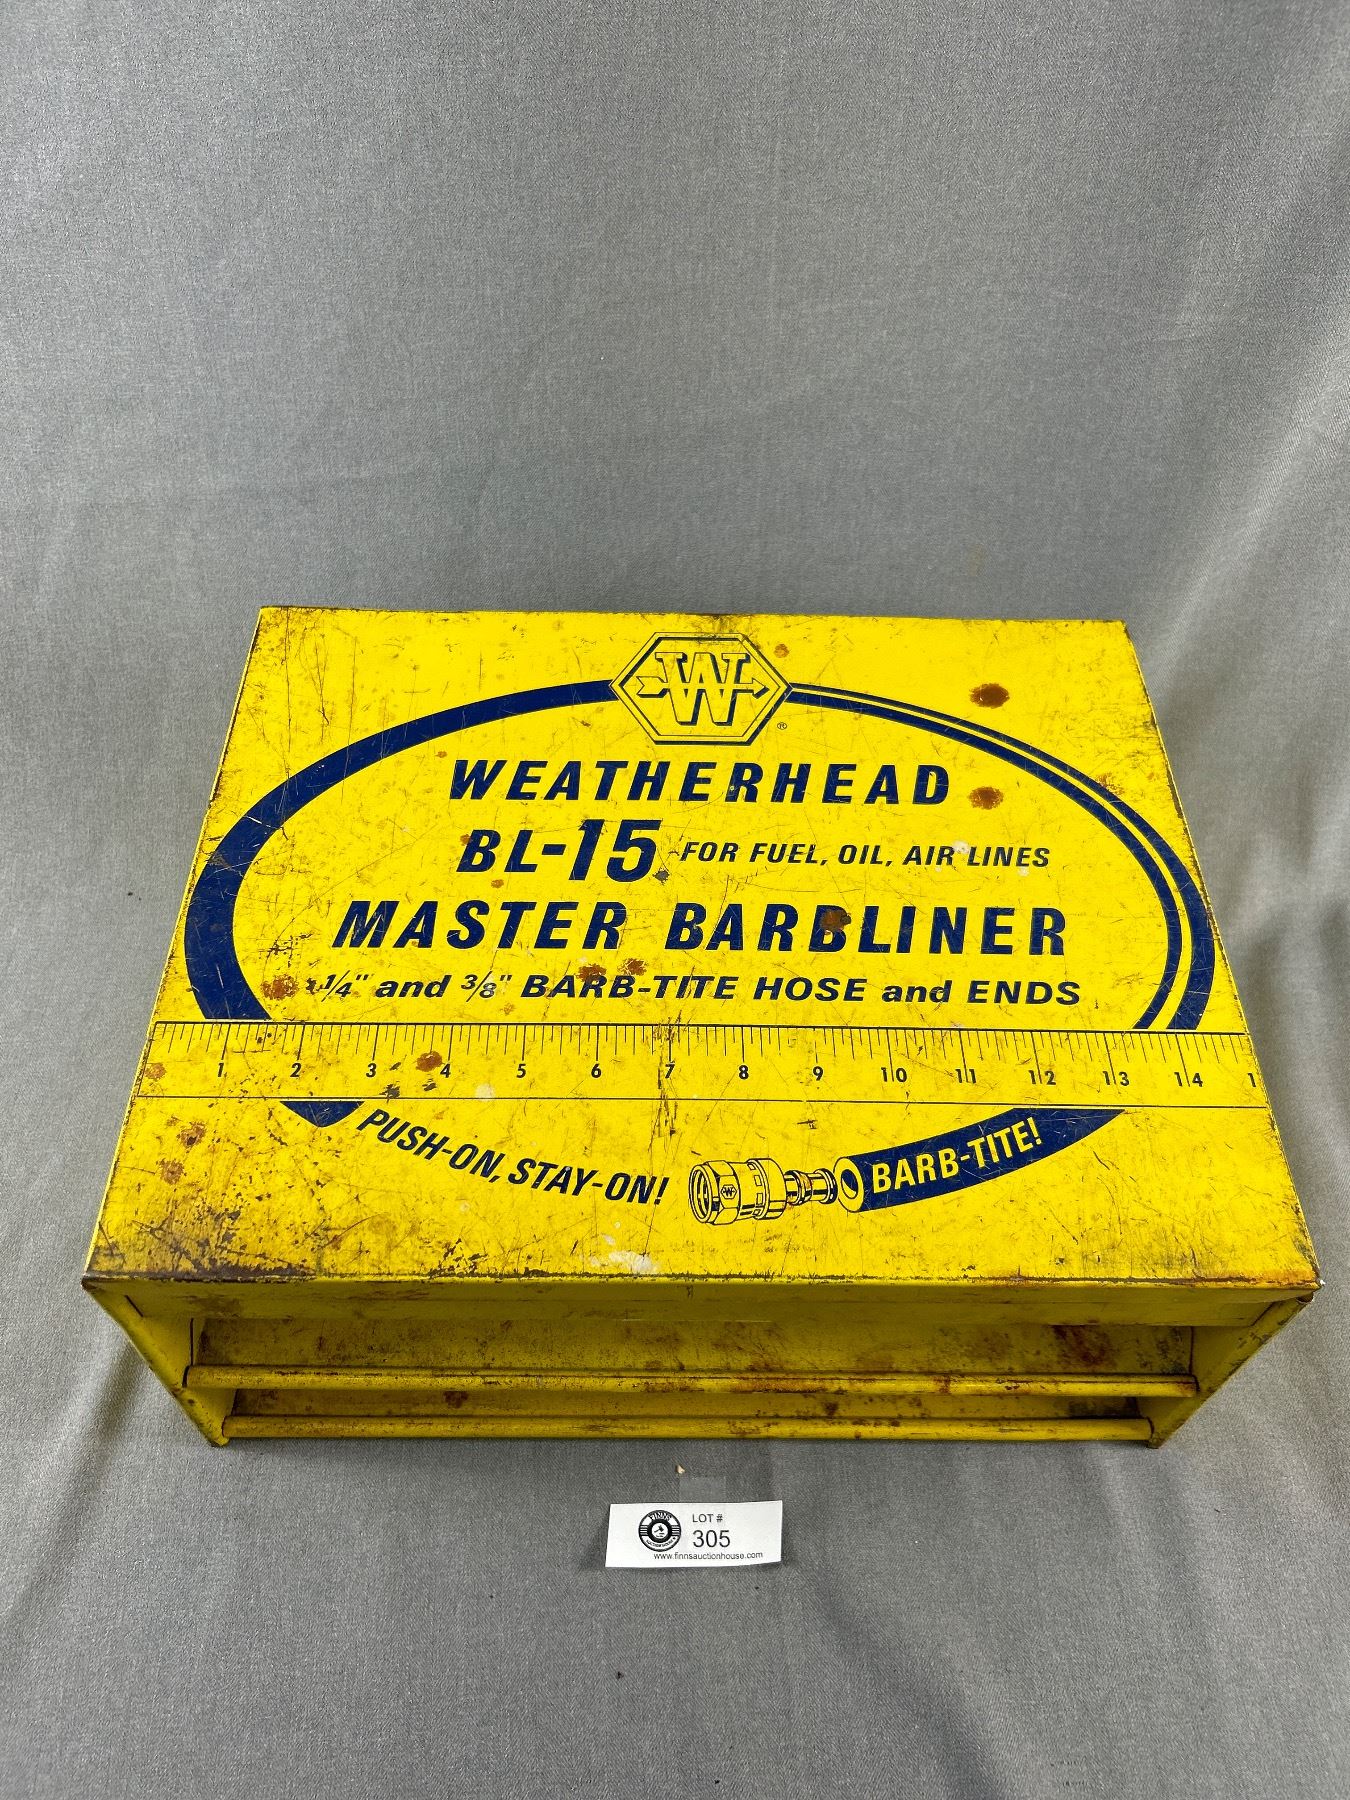 W
®
WEATHERHEAD
BL-15 FOR FUEL, OIL, AIR LINES
MASTER BARBLINER
1/4" and 3/8" BARB-TITE HOSE and ENDS
1 2 3 4 5 6 7 8 9 10 11 12 13 14 1
PUSH-ON, STAY-ON!
W
BARB-TITE!
FINNS
LOT #
305
www.finnsauctionhouse.com